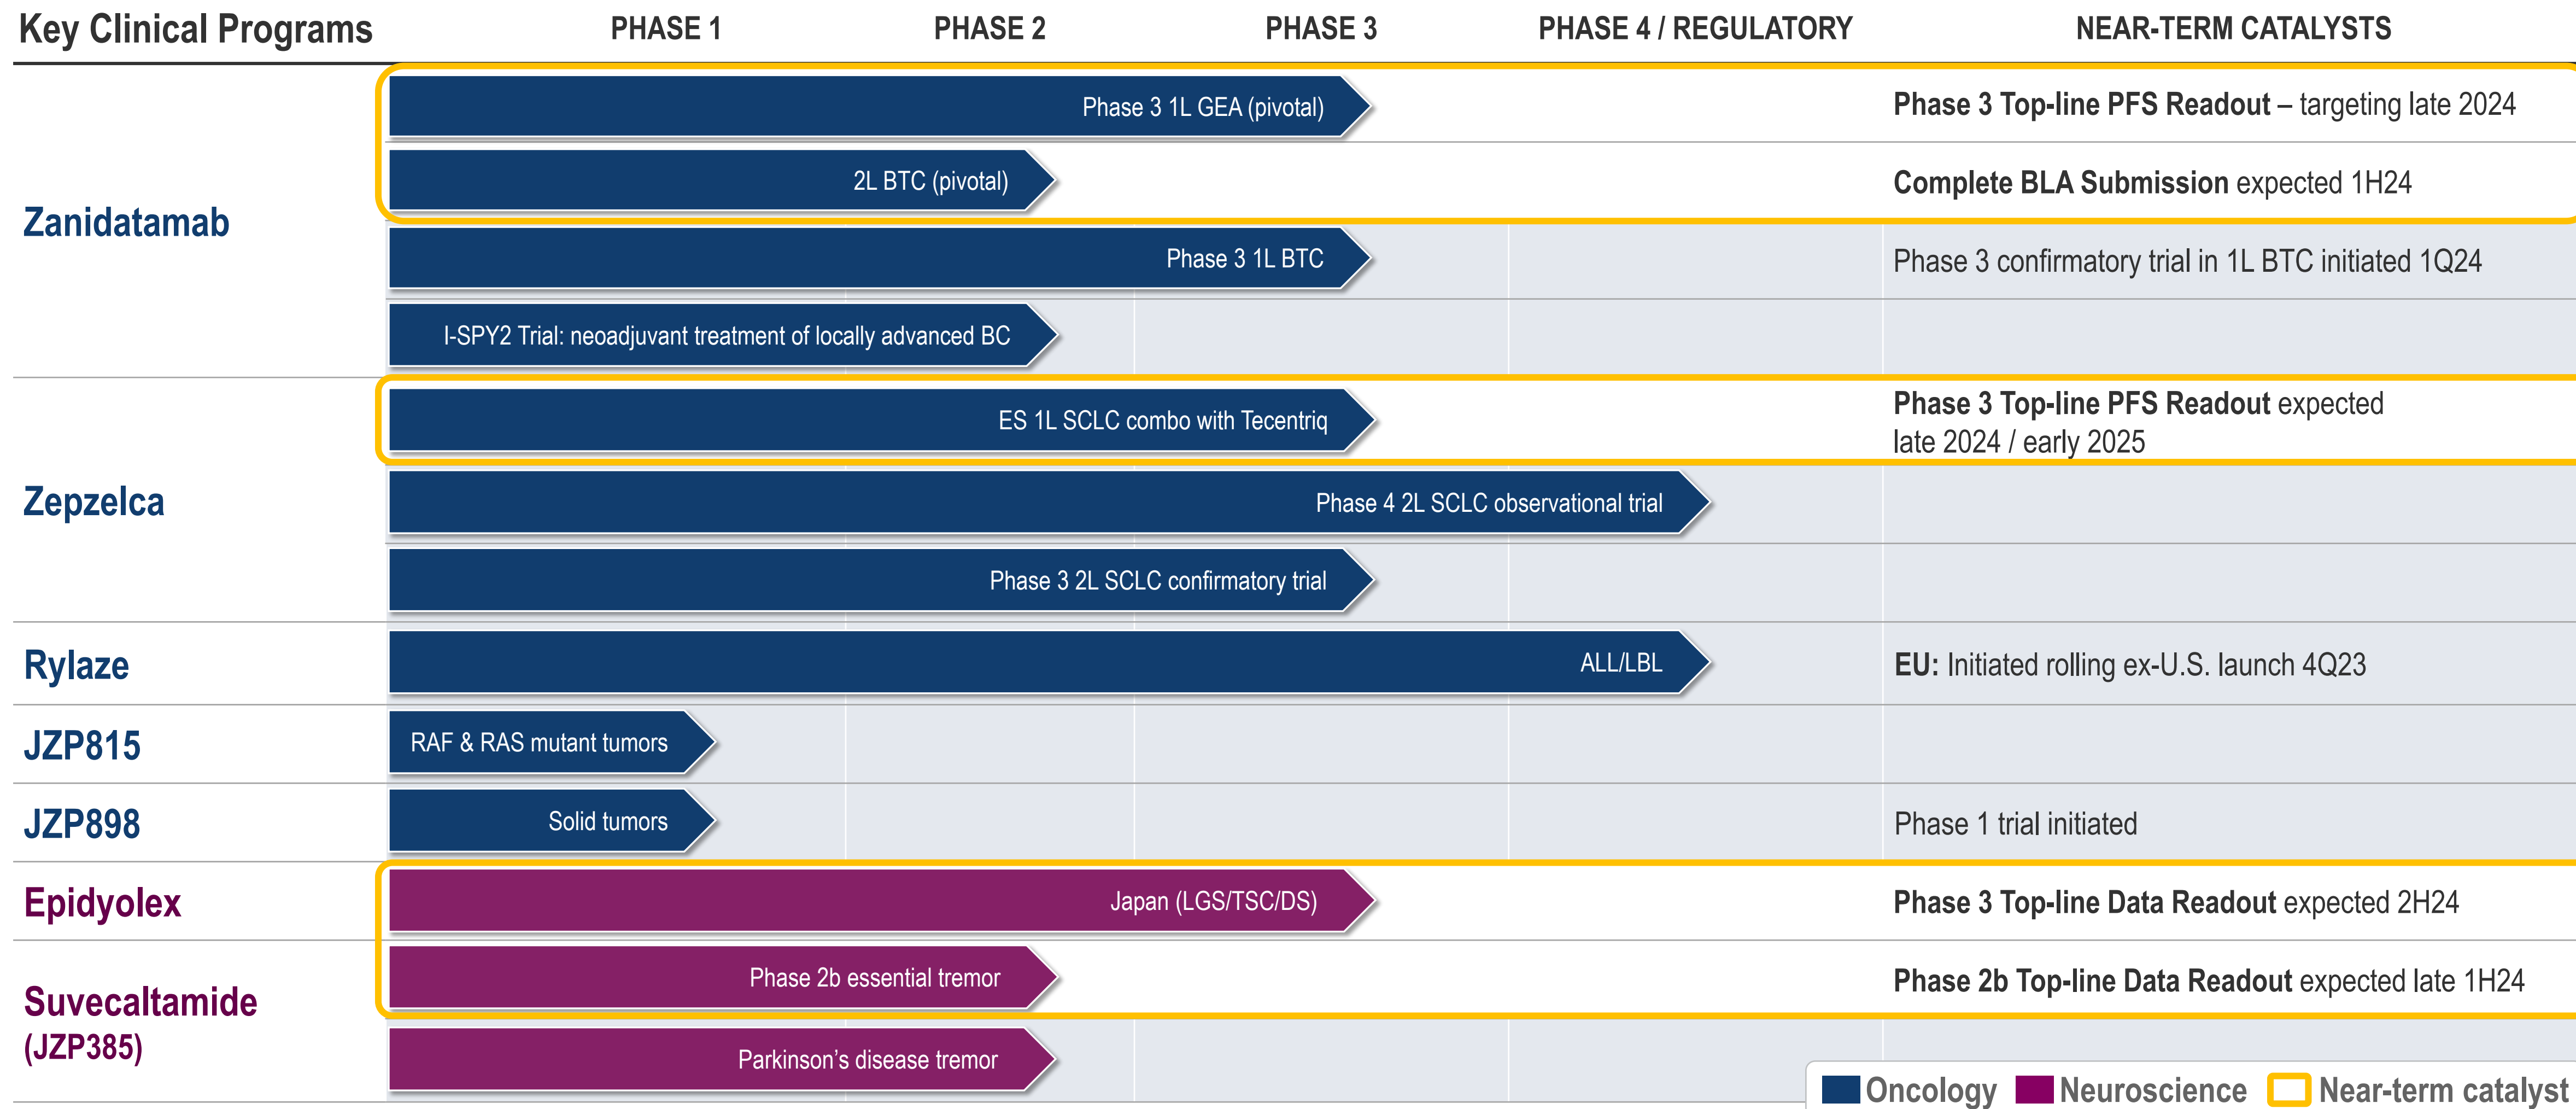 Key Clinical Programs
PHASE 1
PHASE 2
PHASE 3
PHASE 4 / REGULATORY
NEAR-TERM CATALYSTS
Zanidatamab
Phase 3 1L GEA (pivotal)
Phase 3 Top-line PFS Readout – targeting late 2024
2L BTC (pivotal)
Complete BLA Submission expected 1H24
Phase 3 1L BTC
Phase 3 confirmatory trial in 1L BTC initiated 1Q24
I-SPY2 Trial: neoadjuvant treatment of locally advanced BC
Zepzelca
ES 1L SCLC combo with Tecentriq
Phase 3 Top-line PFS Readout expected
late 2024 / early 2025
Phase 4 2L SCLC observational trial
Phase 3 2L SCLC confirmatory trial
Rylaze
ALL/LBL
EU: Initiated rolling ex-U.S. launch 4Q23
JZP815
RAF & RAS mutant tumors
JZP898
Solid tumors
Phase 1 trial initiated
Epidyolex
Japan (LGS/TSC/DS)
Phase 3 Top-line Data Readout expected 2H24
Suvecaltamide
(JZP385)
Phase 2b essential tremor
Phase 2b Top-line Data Readout expected late 1H24
Parkinson’s disease tremor
Oncology
Neuroscience
Near-term catalyst